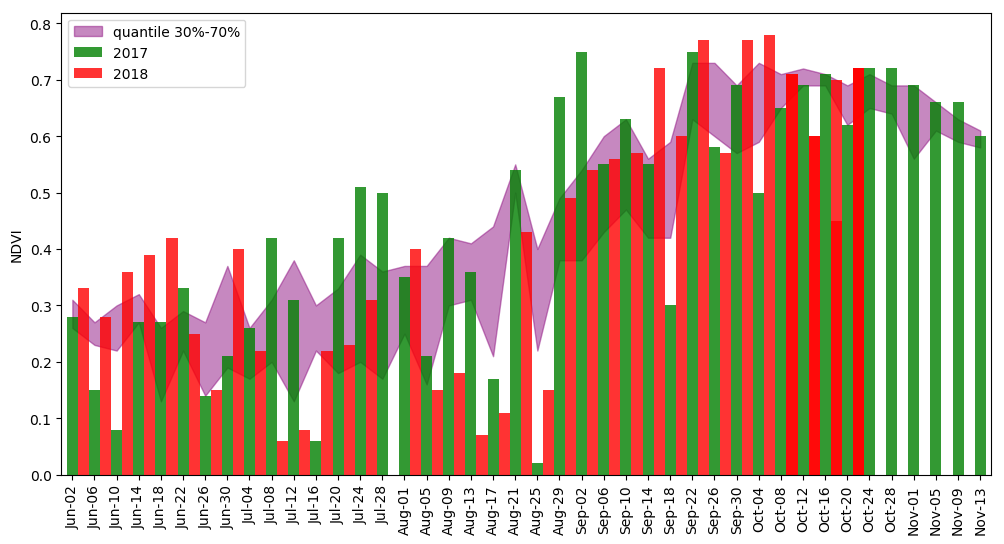 quantile 30%-70%
2017
2018
NDVI
0.8
0.7
0.6
0.5
0.4
0.3
0.2
0.1
0.0
Jun-02
Jun-06
Jun-10
Jun-14
Jun-18
Jun-22
Jun-26
Jun-30
Jul-04
Jul-08
Jul-12
Jul-16
Jul-20
Jul-24
Jul-28
Aug-01
Aug-05
Aug-09
Aug-13
Aug-17
Aug-21
Aug-25
Aug-29
Sep-02
Sep-06
Sep-10
Sep-14
Sep-18
Sep-22
Sep-26
Sep-30
Oct-04
Oct-08
Oct-12
Oct-16
Oct-20
Oct-24
Oct-28
Nov-01
Nov-05
Nov-09
Nov-13